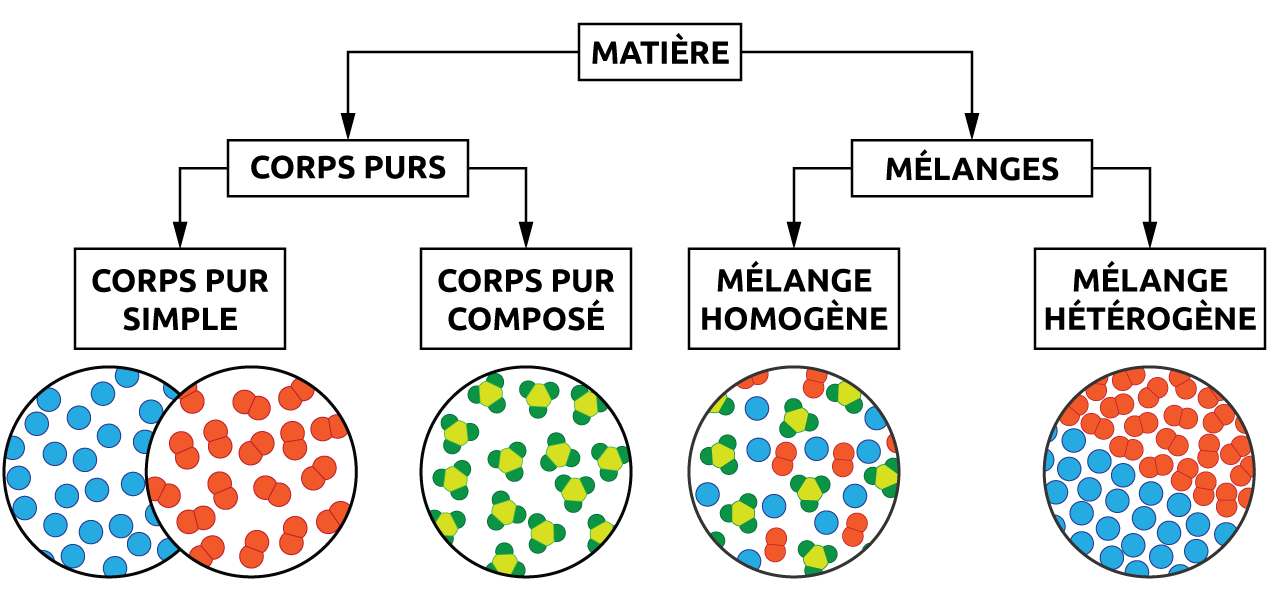 MATIÈRE
CORPS PURS
MÉLANGES
CORPS PUR
SIMPLE
CORPS PUR
COMPOSÉ
MÉLANGE
HOMOGÈNE
MÉLANGE
HÉTÉROGÈNE